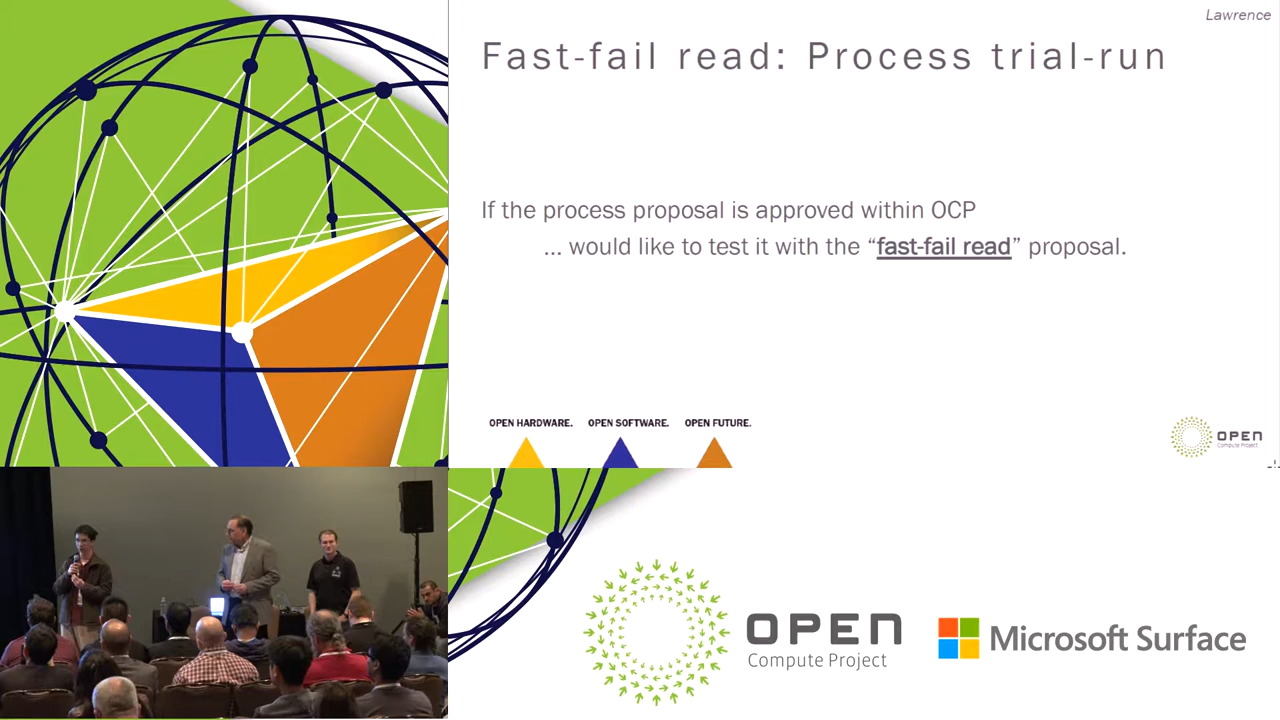 Lawrence
Fast-fail read: Process trial-run
If the process proposal is approved within OCP
... would like to test it with the “fast-fail read” proposal.
OPEN HARDWARE. OPEN SOFTWARE. OPEN FUTURE.
OPEN
Compute Project
OPEN
Compute Project
Microsoft Surface